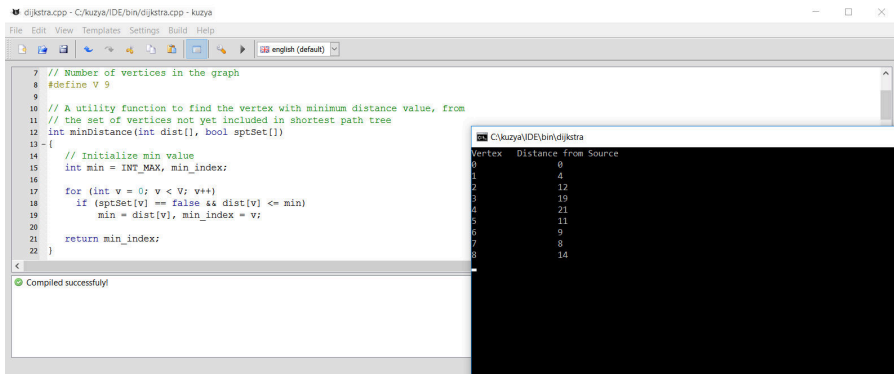 dijkstra.cpp - C:/kuzya/IDE/bin/dijkstra.cpp - kuzya
File Edit View Templates Settings Build Help
english (default)
7 // Number of vertices in the graph
8 #define V 9
9
10 // A utility function to find the vertex with minimum distance value, from
11 // the set of vertices not yet included in shortest path tree
12 int minDistance(int dist[], bool sptSet[])
13 {
14 // Initialize min value
15 int min = INT_MAX, min_index;
16
17 for (int v = 0; v < V; v++)
18 if (sptSet[v] == false && dist[v] <= min)
19 min = dist[v], min_index = v;
20
21 return min_index;
22 }
Compiled successfulyl
C:\kuzya\IDE\bin\dijkstra
Vertex Distance from Source
0 0
1 4
2 12
3 19
4 21
5 11
6 9
7 8
8 14